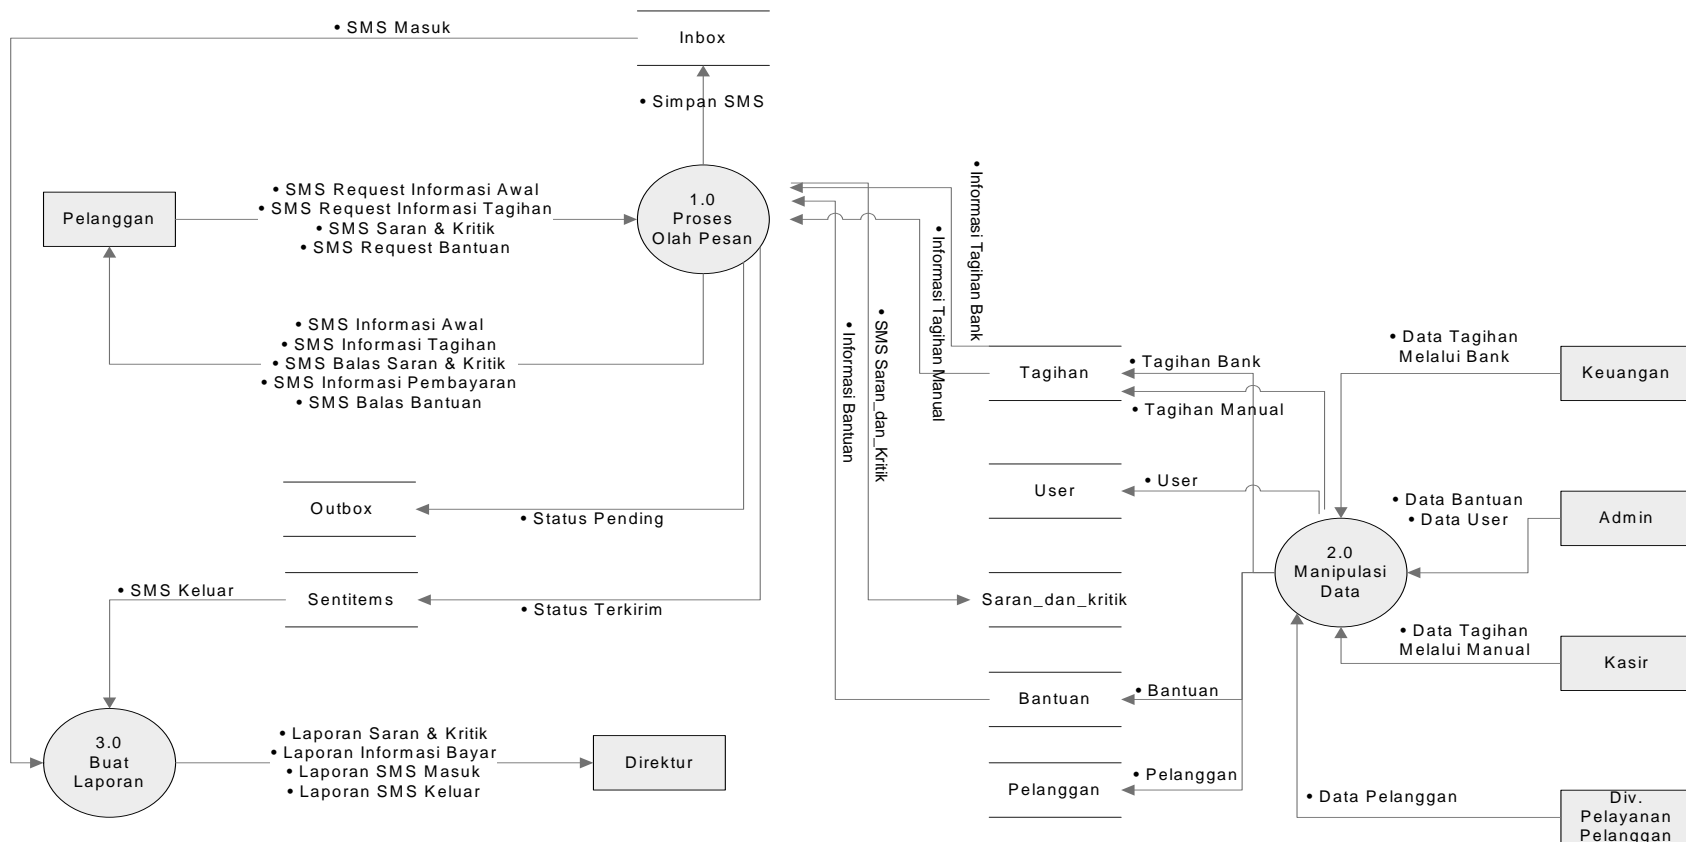 • SMS Masuk
Inbox
• Simpan SMS
Pelanggan
• SMS Request Informasi Awal
• SMS Request Informasi Tagihan
• SMS Saran & Kritik
• SMS Request Bantuan
1.0
Proses
Olah Pesan
• SMS Informasi Awal
• SMS Informasi Tagihan
• SMS Balas Saran & Kritik
• SMS Informasi Pembayaran
• SMS Balas Bantuan
• Informasi Tagihan Bank
• Informasi Tagihan Manual
• SMS Saran_dan_Kritik
• Informasi Bantuan
Tagihan
• Tagihan Bank
• Tagihan Manual
• Data Tagihan
Melalui Bank
Keuangan
Outbox
• Status Pending
User
• User
• Data Bantuan
• Data User
Admin
2.0
Manipulasi
Data
• SMS Keluar
Sentitems
• Status Terkirim
Saran_dan_kritik
• Data Tagihan
Melalui Manual
Kasir
Bantuan
• Bantuan
3.0
Buat
Laporan
• Laporan Saran & Kritik
• Laporan Informasi Bayar
• Laporan SMS Masuk
• Laporan SMS Keluar
Direktur
Pelanggan
• Pelanggan
• Data Pelanggan
Div.
Pelayanan
Pelanggan